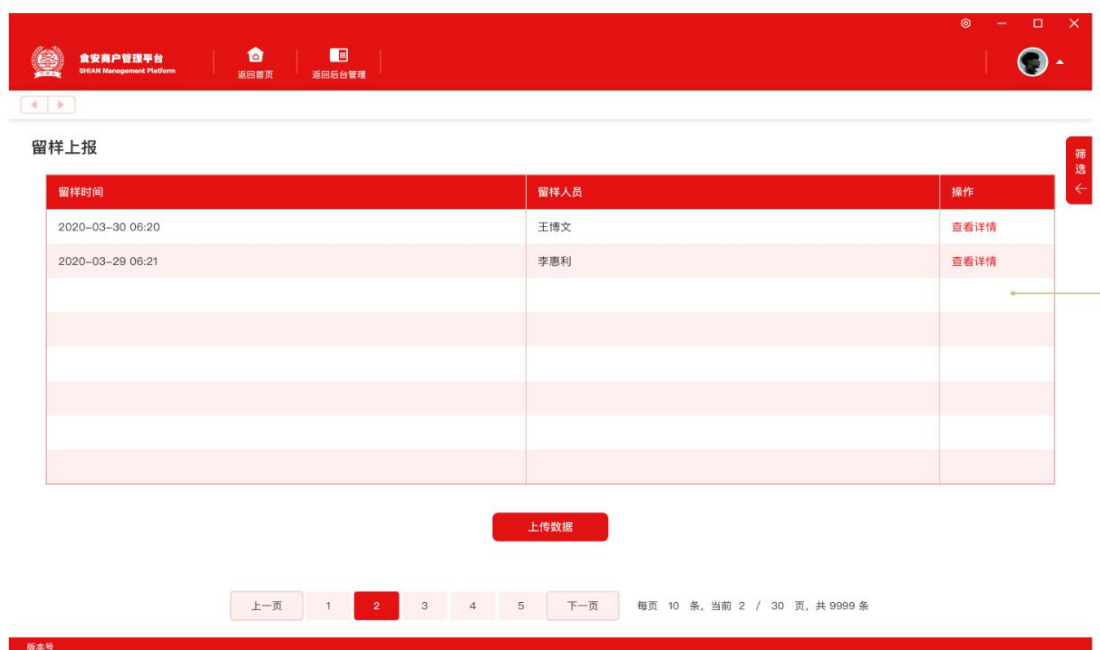 食安商户管理平台
SHIAN Management Platform
返回首页
返回后台管理
留样上报
筛选
留样时间 留样人员 操作
2020-03-30 06:20 王博文 查看详情
2020-03-29 06:21 李惠利 查看详情
上传数据
上一页 1 2 3 4 5 下一页 每页 10 条, 当前 2 / 30 页, 共 9999 条
版本号